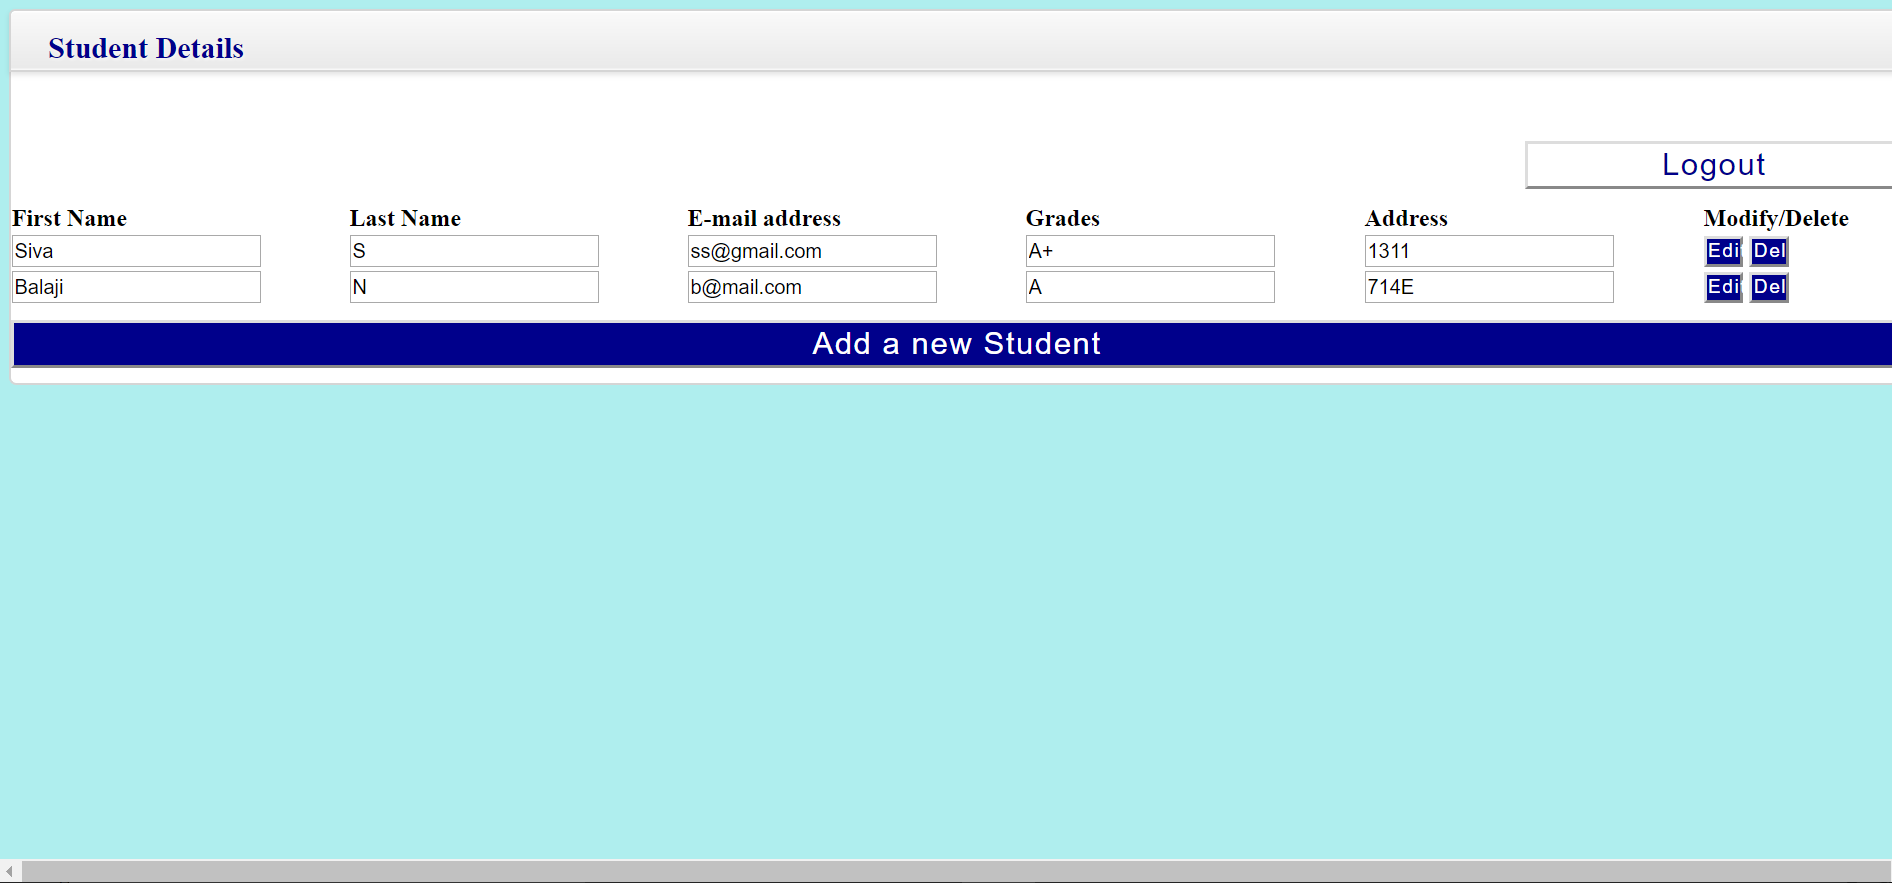 Student Details
Logout
First Name Last Name E-mail address Grades Address Modify/Delete
Siva S ss@gmail.com A+ 1311 Edi Del
Balaji N b@mail.com A 714E Edi Del
Add a new Student